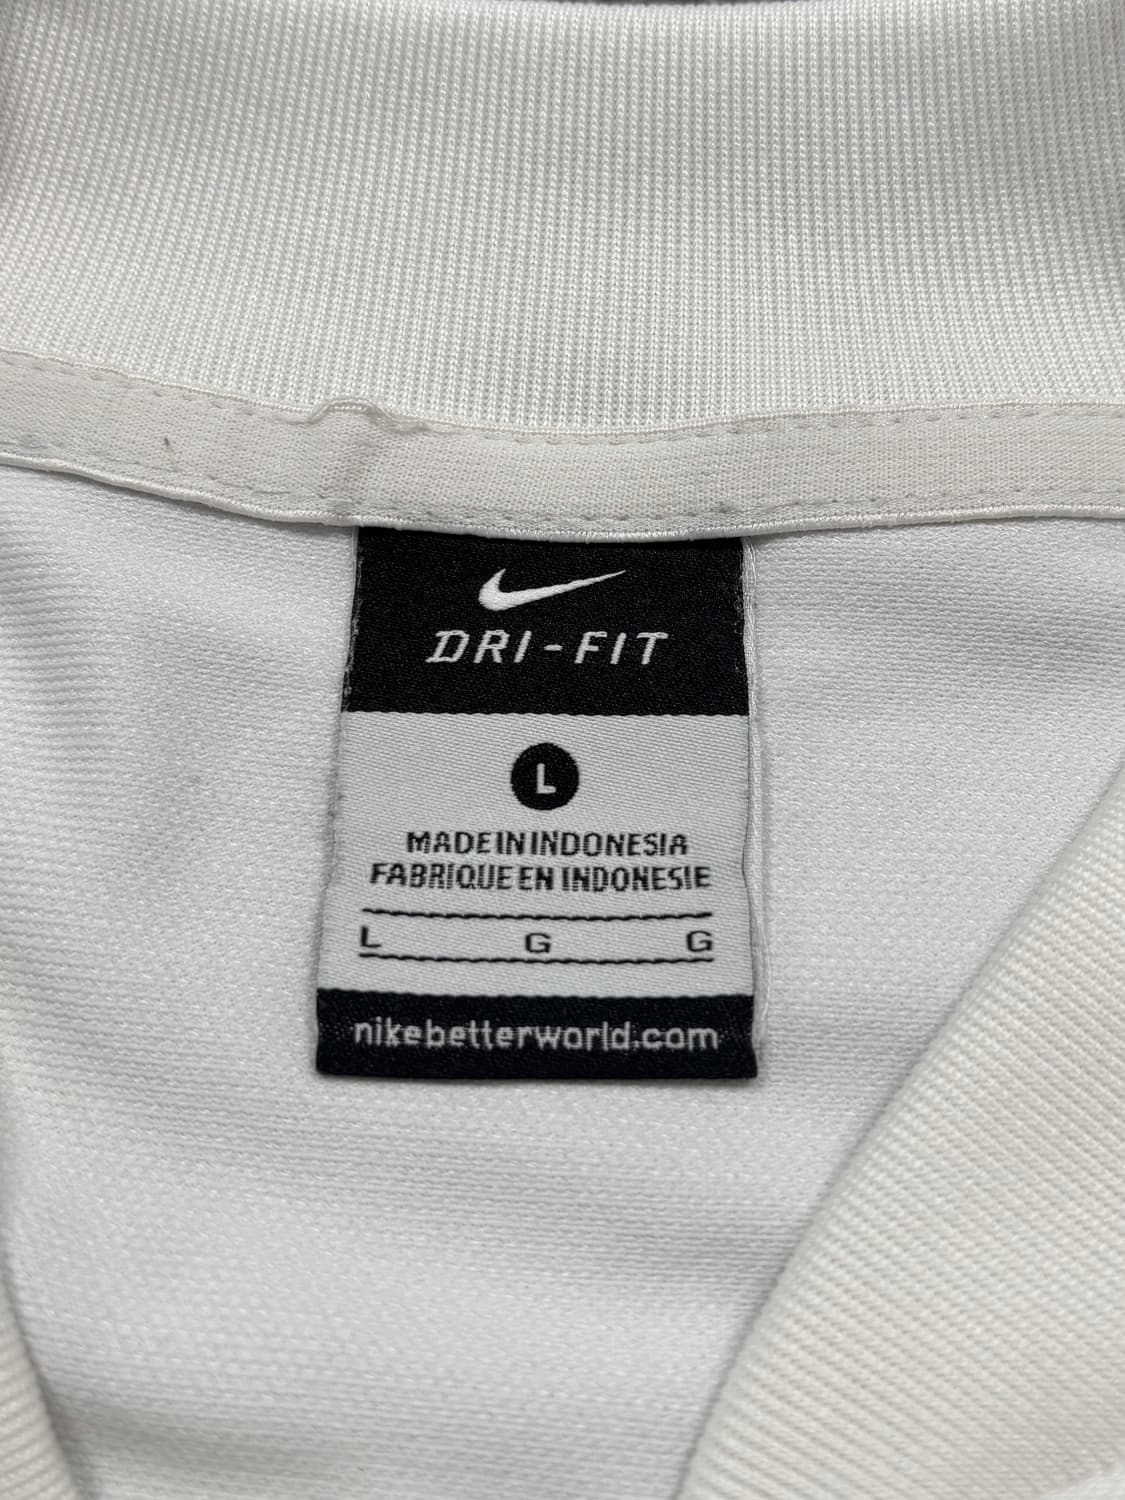 DRI-FIT
L
MADE IN INDONESIA
FABRIQUE EN INDONESIE
L G G
nikebetterworld.com